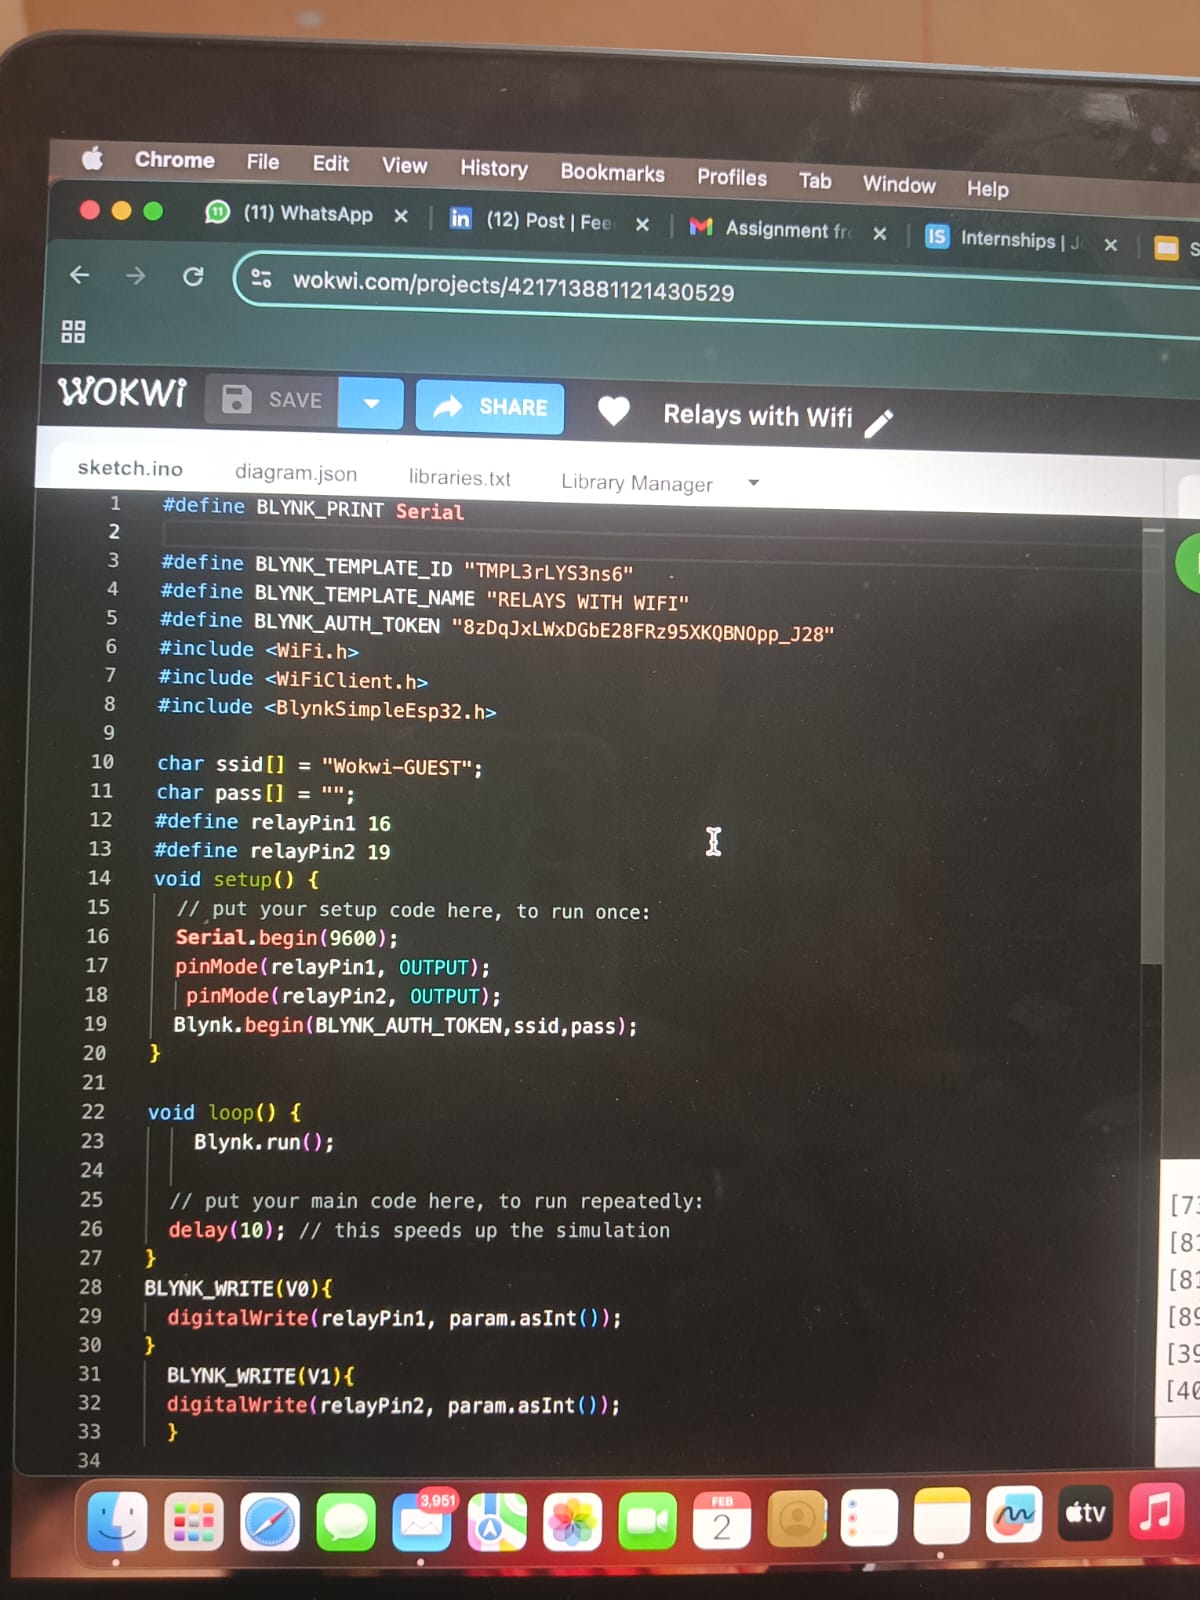 Chrome File Edit View History Bookmarks Profiles Tab Window Help
(11) WhatsApp (12) Post | Fee Assignment fr Internships | J S
wokwi.com/projects/421713881121430529
WOKWi SAVE SHARE Relays with Wifi
sketch.ino diagram.json libraries.txt Library Manager
1 #define BLYNK_PRINT Serial
2
3 #define BLYNK_TEMPLATE_ID "TMPL3rLYS3ns6"
4 #define BLYNK_TEMPLATE_NAME "RELAYS WITH WIFI"
5 #define BLYNK_AUTH_TOKEN "8zDqJxLWxDGbE28FRz95XKQBNOpp_J28"
6 #include <WiFi.h>
7 #include <WiFiClient.h>
8 #include <BlynkSimpleEsp32.h>
9
10 char ssid[] = "Wokwi-GUEST";
11 char pass[] = "";
12 #define relayPin1 16
13 #define relayPin2 19
14 void setup() {
15 // put your setup code here, to run once:
16 Serial.begin(9600);
17 pinMode(relayPin1, OUTPUT);
18 pinMode(relayPin2, OUTPUT);
19 Blynk.begin(BLYNK_AUTH_TOKEN,ssid,pass);
20 }
21
22 void loop() {
23 Blynk.run();
24
25 // put your main code here, to run repeatedly:
26 delay(10); // this speeds up the simulation
27 }
28 BLYNK_WRITE(V0){
29 digitalWrite(relayPin1, param.asInt());
30 }
31 BLYNK_WRITE(V1){
32 digitalWrite(relayPin2, param.asInt());
33 }
34
[73
[81
[81
[89
[39
[40
3,951
FEB
2
tv